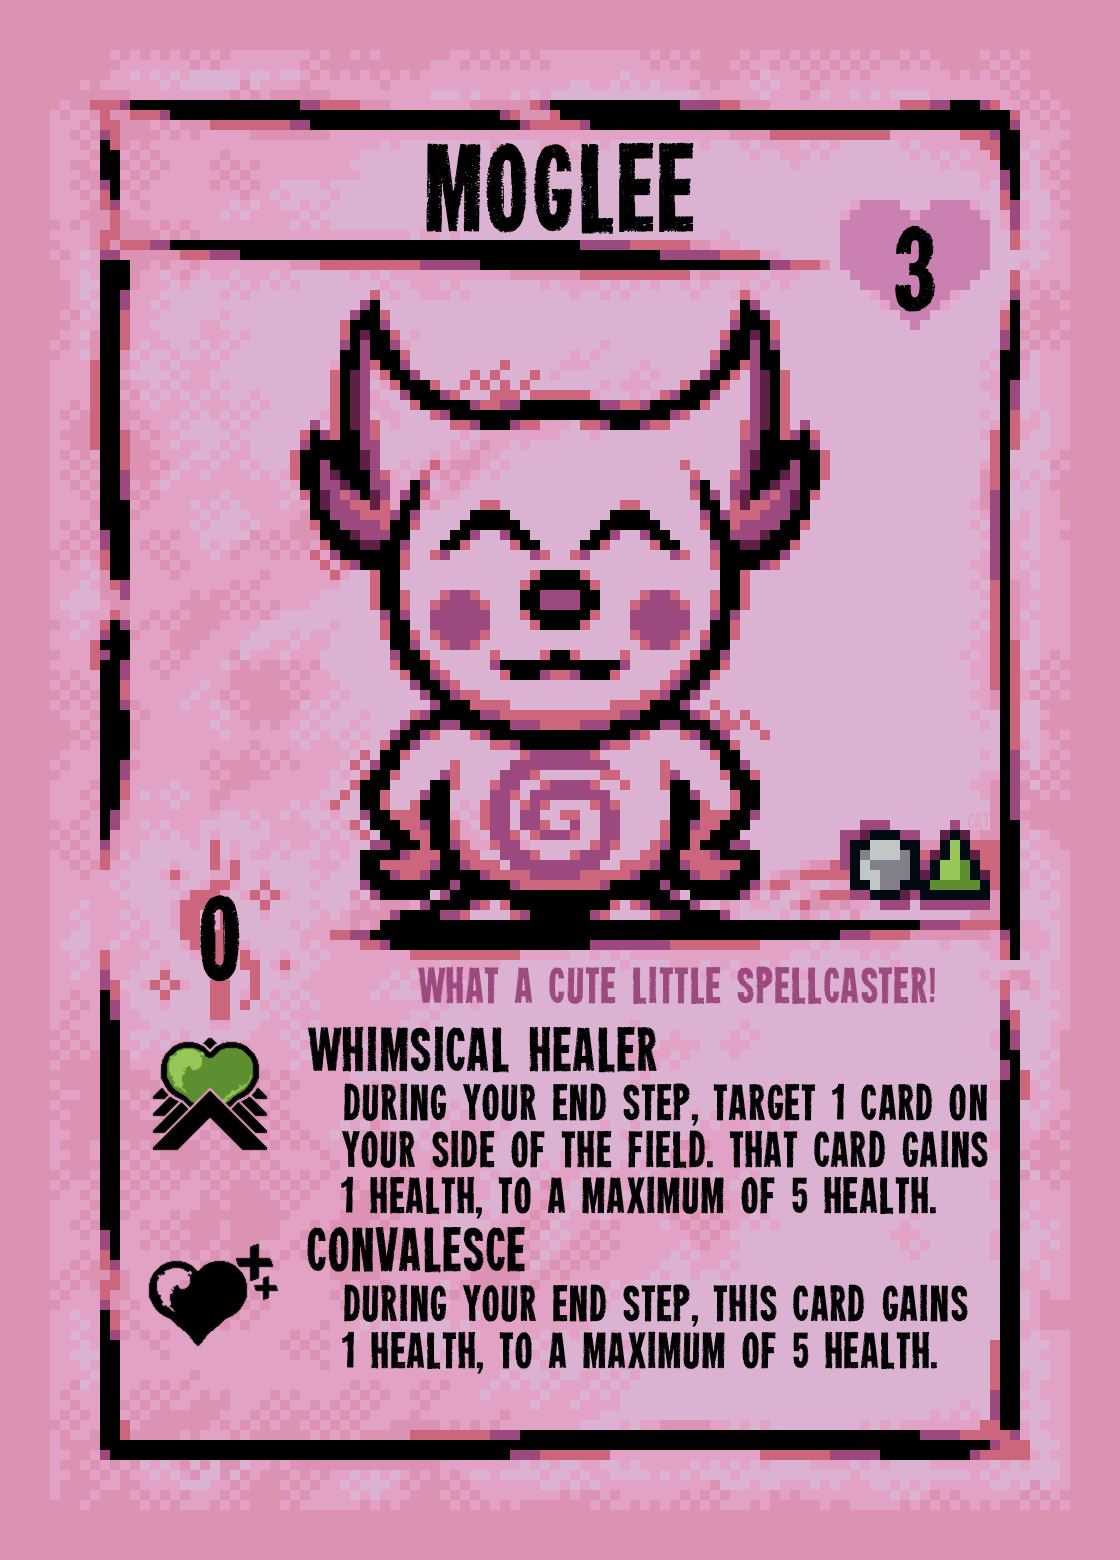 MOGLEE
3
CAT
0
WHAT A CUTE LITTLE SPELLCASTER!
WHIMSICAL HEALER
DURING YOUR END STEP, TARGET 1 CARD ON
YOUR SIDE OF THE FIELD. THAT CARD GAINS
1 HEALTH, TO A MAXIMUM OF 5 HEALTH.
CONVALESCE
DURING YOUR END STEP, THIS CARD GAINS
1 HEALTH, TO A MAXIMUM OF 5 HEALTH.